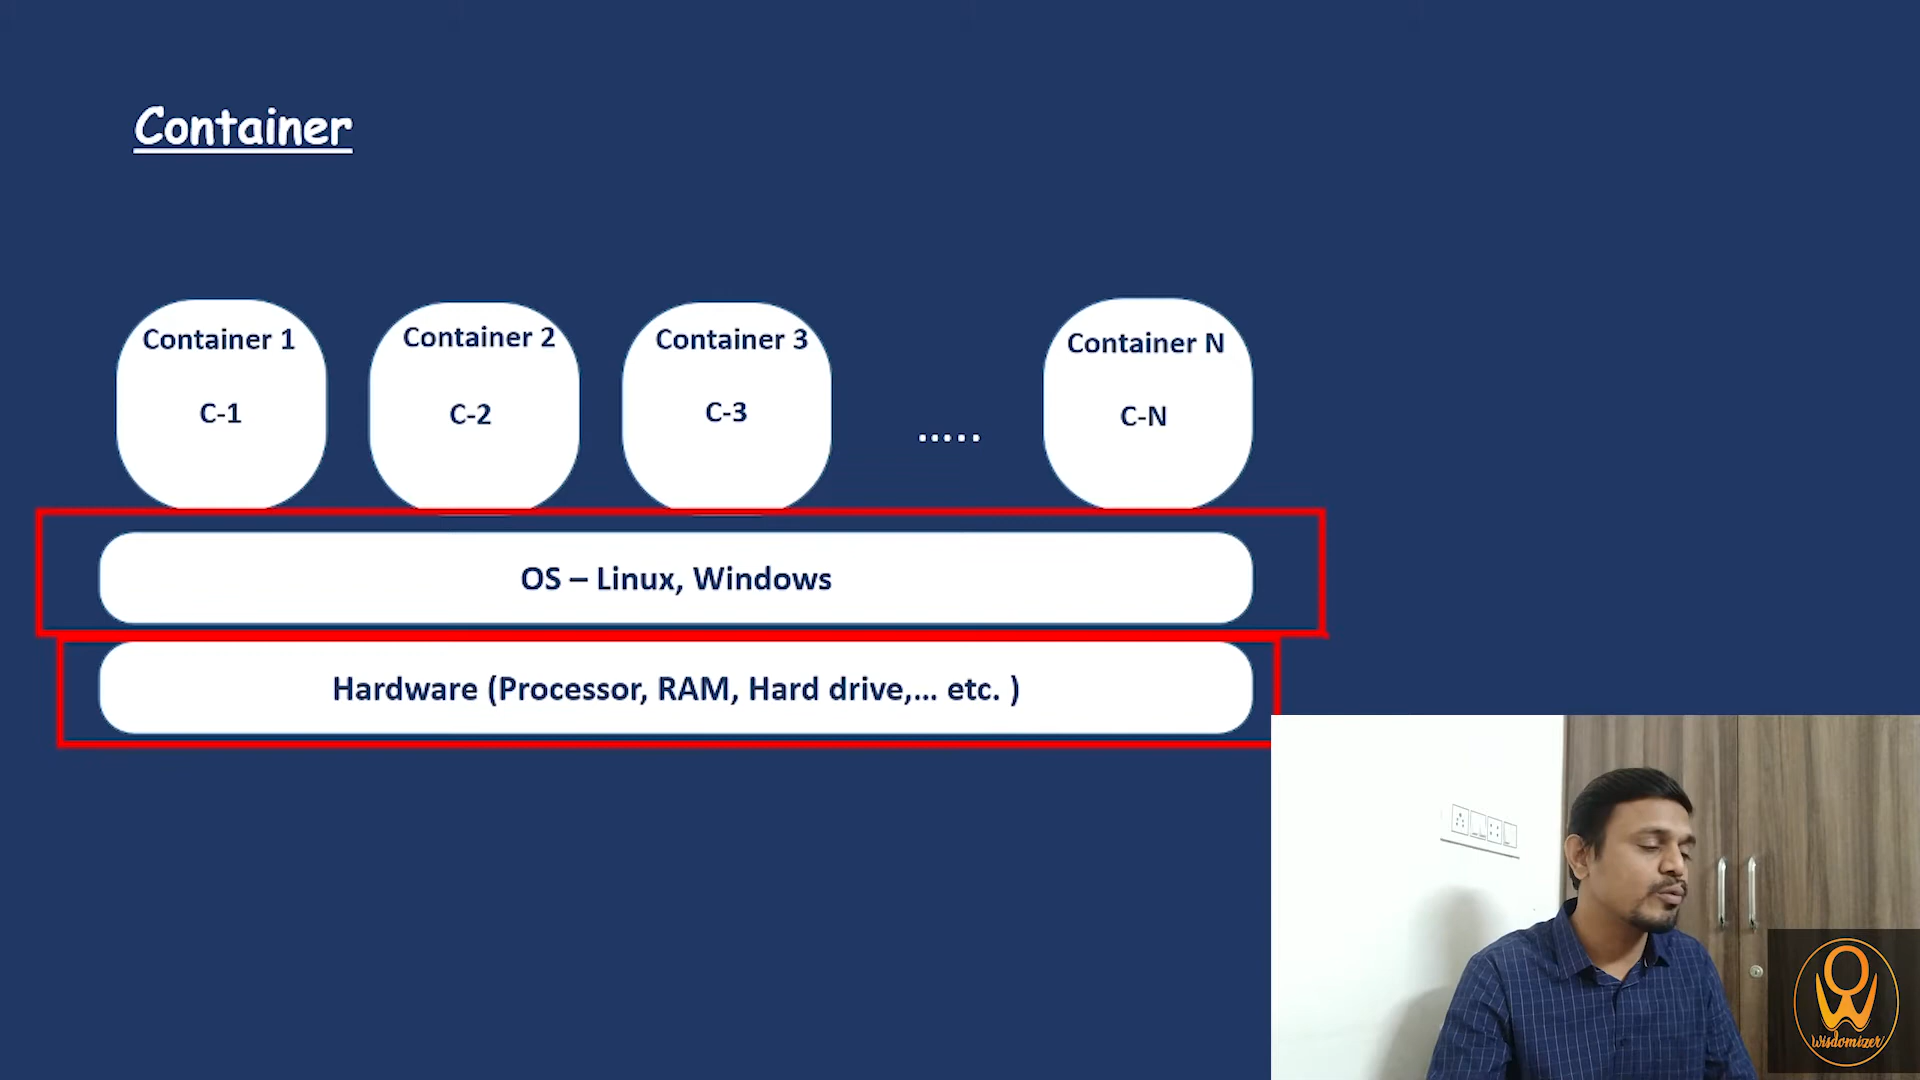 Container
Container 1
C-1
Container 2
C-2
Container 3
C-3
.....
Container N
C-N
OS – Linux, Windows
Hardware (Processor, RAM, Hard drive,... etc. )
Wisdomizer